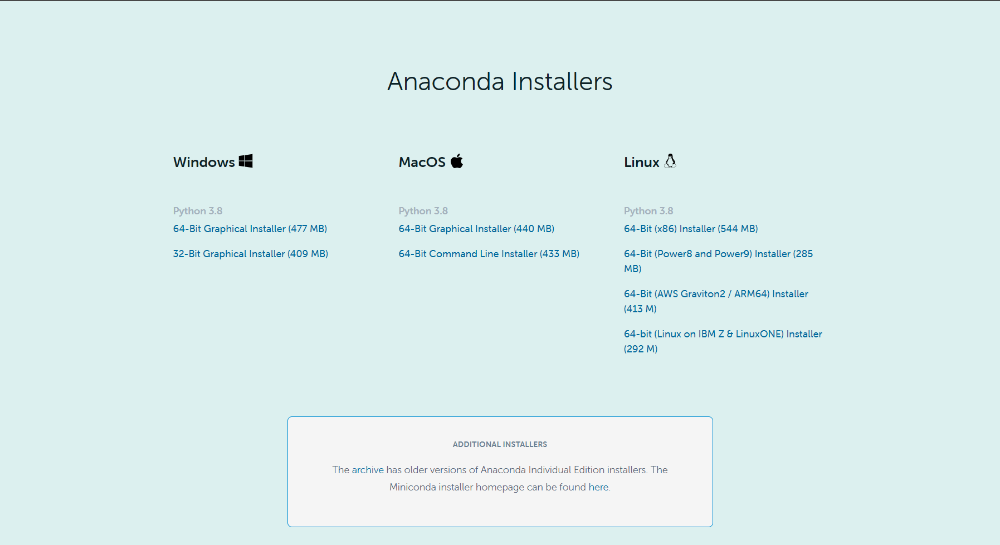 Anaconda Installers
Windows
Python 3.8
64-Bit Graphical Installer (477 MB)
32-Bit Graphical Installer (409 MB)
MacOS
Python 3.8
64-Bit Graphical Installer (440 MB)
64-Bit Command Line Installer (433 MB)
Linux
Python 3.8
64-Bit (x86) Installer (544 MB)
64-Bit (Power8 and Power9) Installer (285
MB)
64-Bit (AWS Graviton2 / ARM64) Installer
(413 M)
64-bit (Linux on IBM Z & LinuxONE) Installer
(292 M)
ADDITIONAL INSTALLERS
The archive has older versions of Anaconda Individual Edition installers. The
Miniconda installer homepage can be found here.